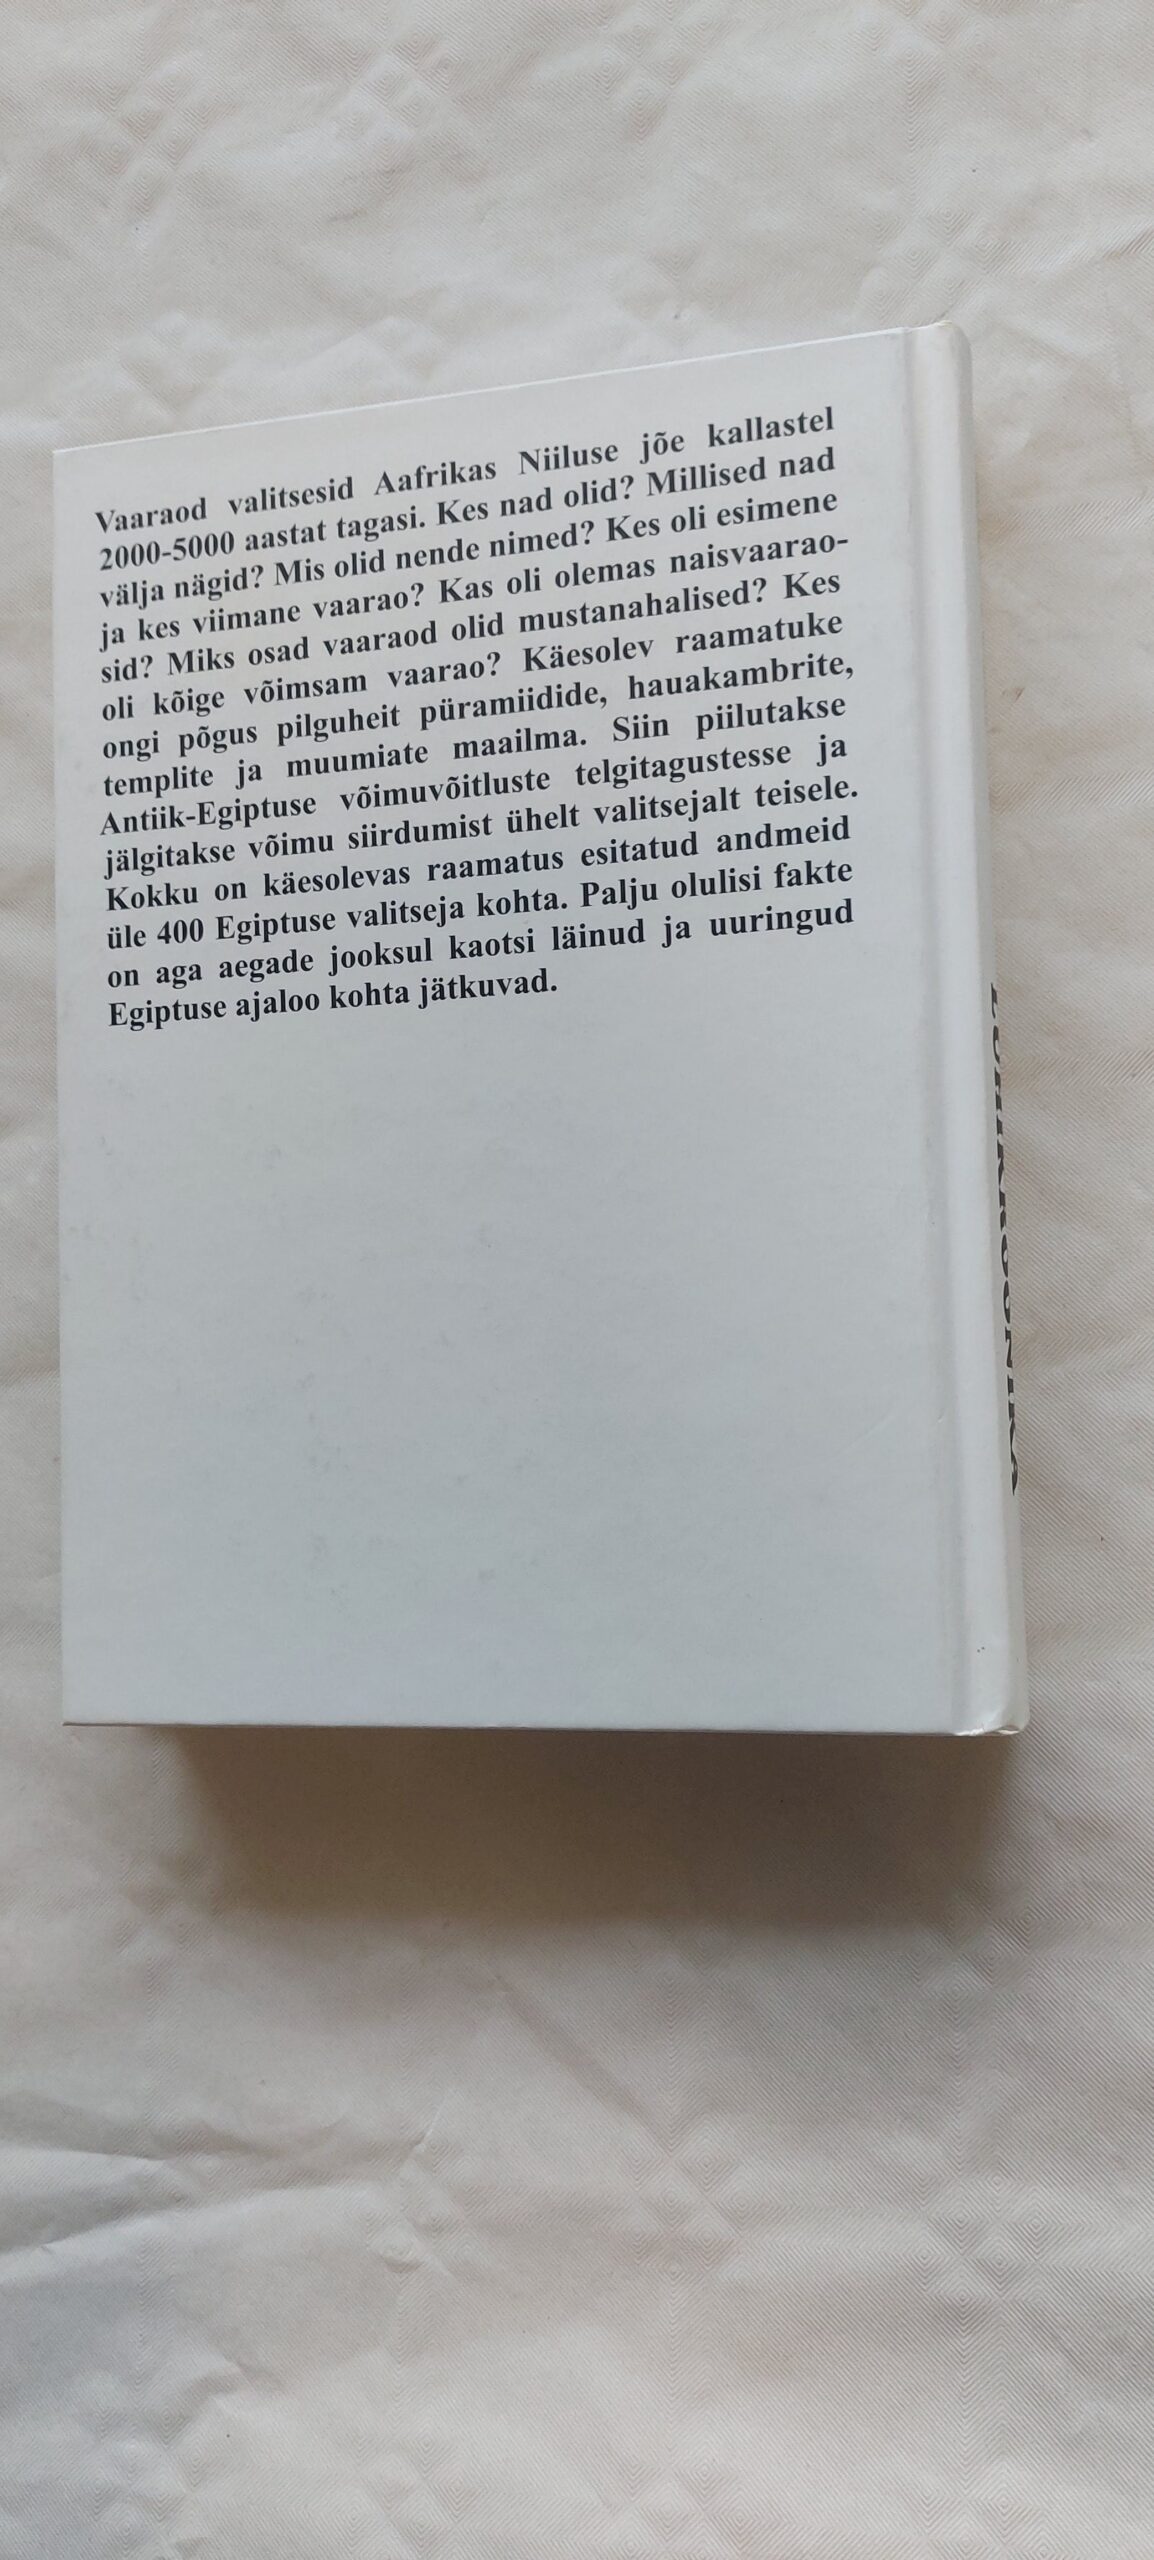 Vaaraod valitsesid Aafrikas Niiluse jõe kallastel
2000-5000 aastat tagasi. Kes nad olid? Millised nad
välja nägid? Mis olid nende nimed? Kes oli esimene
ja kes viimane vaarao? Kas oli olemas naisvaarao-
sid? Miks osad vaaraod olid mustanahalised? Kes
oli kõige võimsam vaarao? Käesolev raamatuke
ongi põgus pilguheit püramiidide, hauakambrite,
templite ja muumiate maailma. Siin piilutakse
Antiik-Egiptuse võimuvõitluste telgitagustesse ja
jälgitakse võimu siirdumist ühelt valitsejalt teisele.
Kokku on käesolevas raamatus esitatud andmeid
üle 400 Egiptuse valitseja kohta. Palju olulisi fakte
on aga aegade jooksul kaotsi läinud ja uuringud
Egiptuse ajaloo kohta jätkuvad.